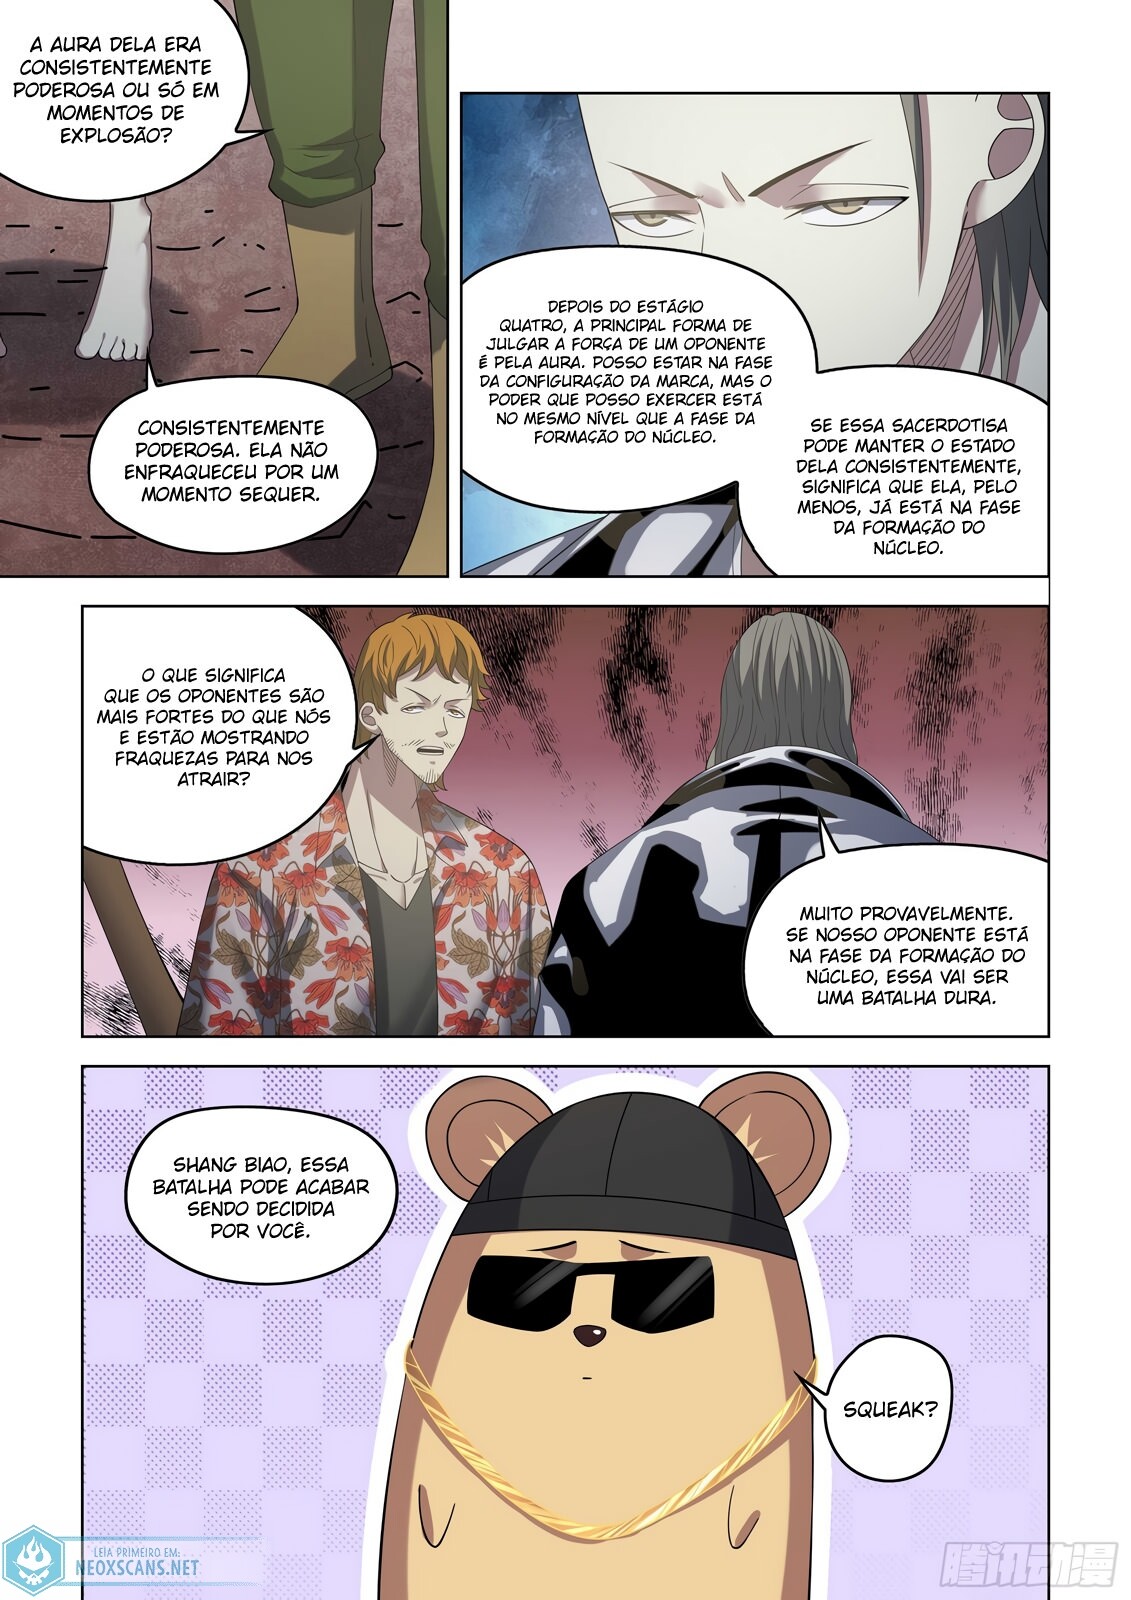 A AURA DELA ERA
CONSISTENTEMENTE
PODEROSA OU SÓ EM
MOMENTOS DE
EXPLOSÃO?
CONSISTENTEMENTE
PODEROSA. ELA NÃO
ENFRAQUECEU POR UM
MOMENTO SEQUER.
DEPOIS DO ESTÁGIO
QUATRO, A PRINCIPAL FORMA DE
JULGAR A FORÇA DE UM OPONENTE
É PELA AURA. POSSO ESTAR NA FASE
DA CONFIGURAÇÃO DA MARCA, MAS O
PODER QUE POSSO EXERCER ESTÁ
NO MESMO NÍVEL QUE A FASE DA
FORMAÇÃO DO NÚCLEO.
SE ESSA SACERDOTISA
PODE MANTER O ESTADO
DELA CONSISTENTEMENTE,
SIGNIFICA QUE ELA, PELO
MENOS, JÁ ESTÁ NA FASE
DA FORMAÇÃO DO
NÚCLEO.
O QUE SIGNIFICA
QUE OS OPONENTES SÃO
MAIS FORTES DO QUE NÓS
E ESTÃO MOSTRANDO
FRAQUEZAS PARA NOS
ATRAIR?
MUITO PROVAVELMENTE.
SE NOSSO OPONENTE ESTÁ
NA FASE DA FORMAÇÃO DO
NÚCLEO, ESSA VAI SER
UMA BATALHA DURA.
SHANG BIAO, ESSA
BATALHA PODE ACABAR
SENDO DECIDIDA
POR VOCÊ.
SQUEAK?
LEIA PRIMEIRO EM:
NEOXSCANS.NET
腾讯动漫